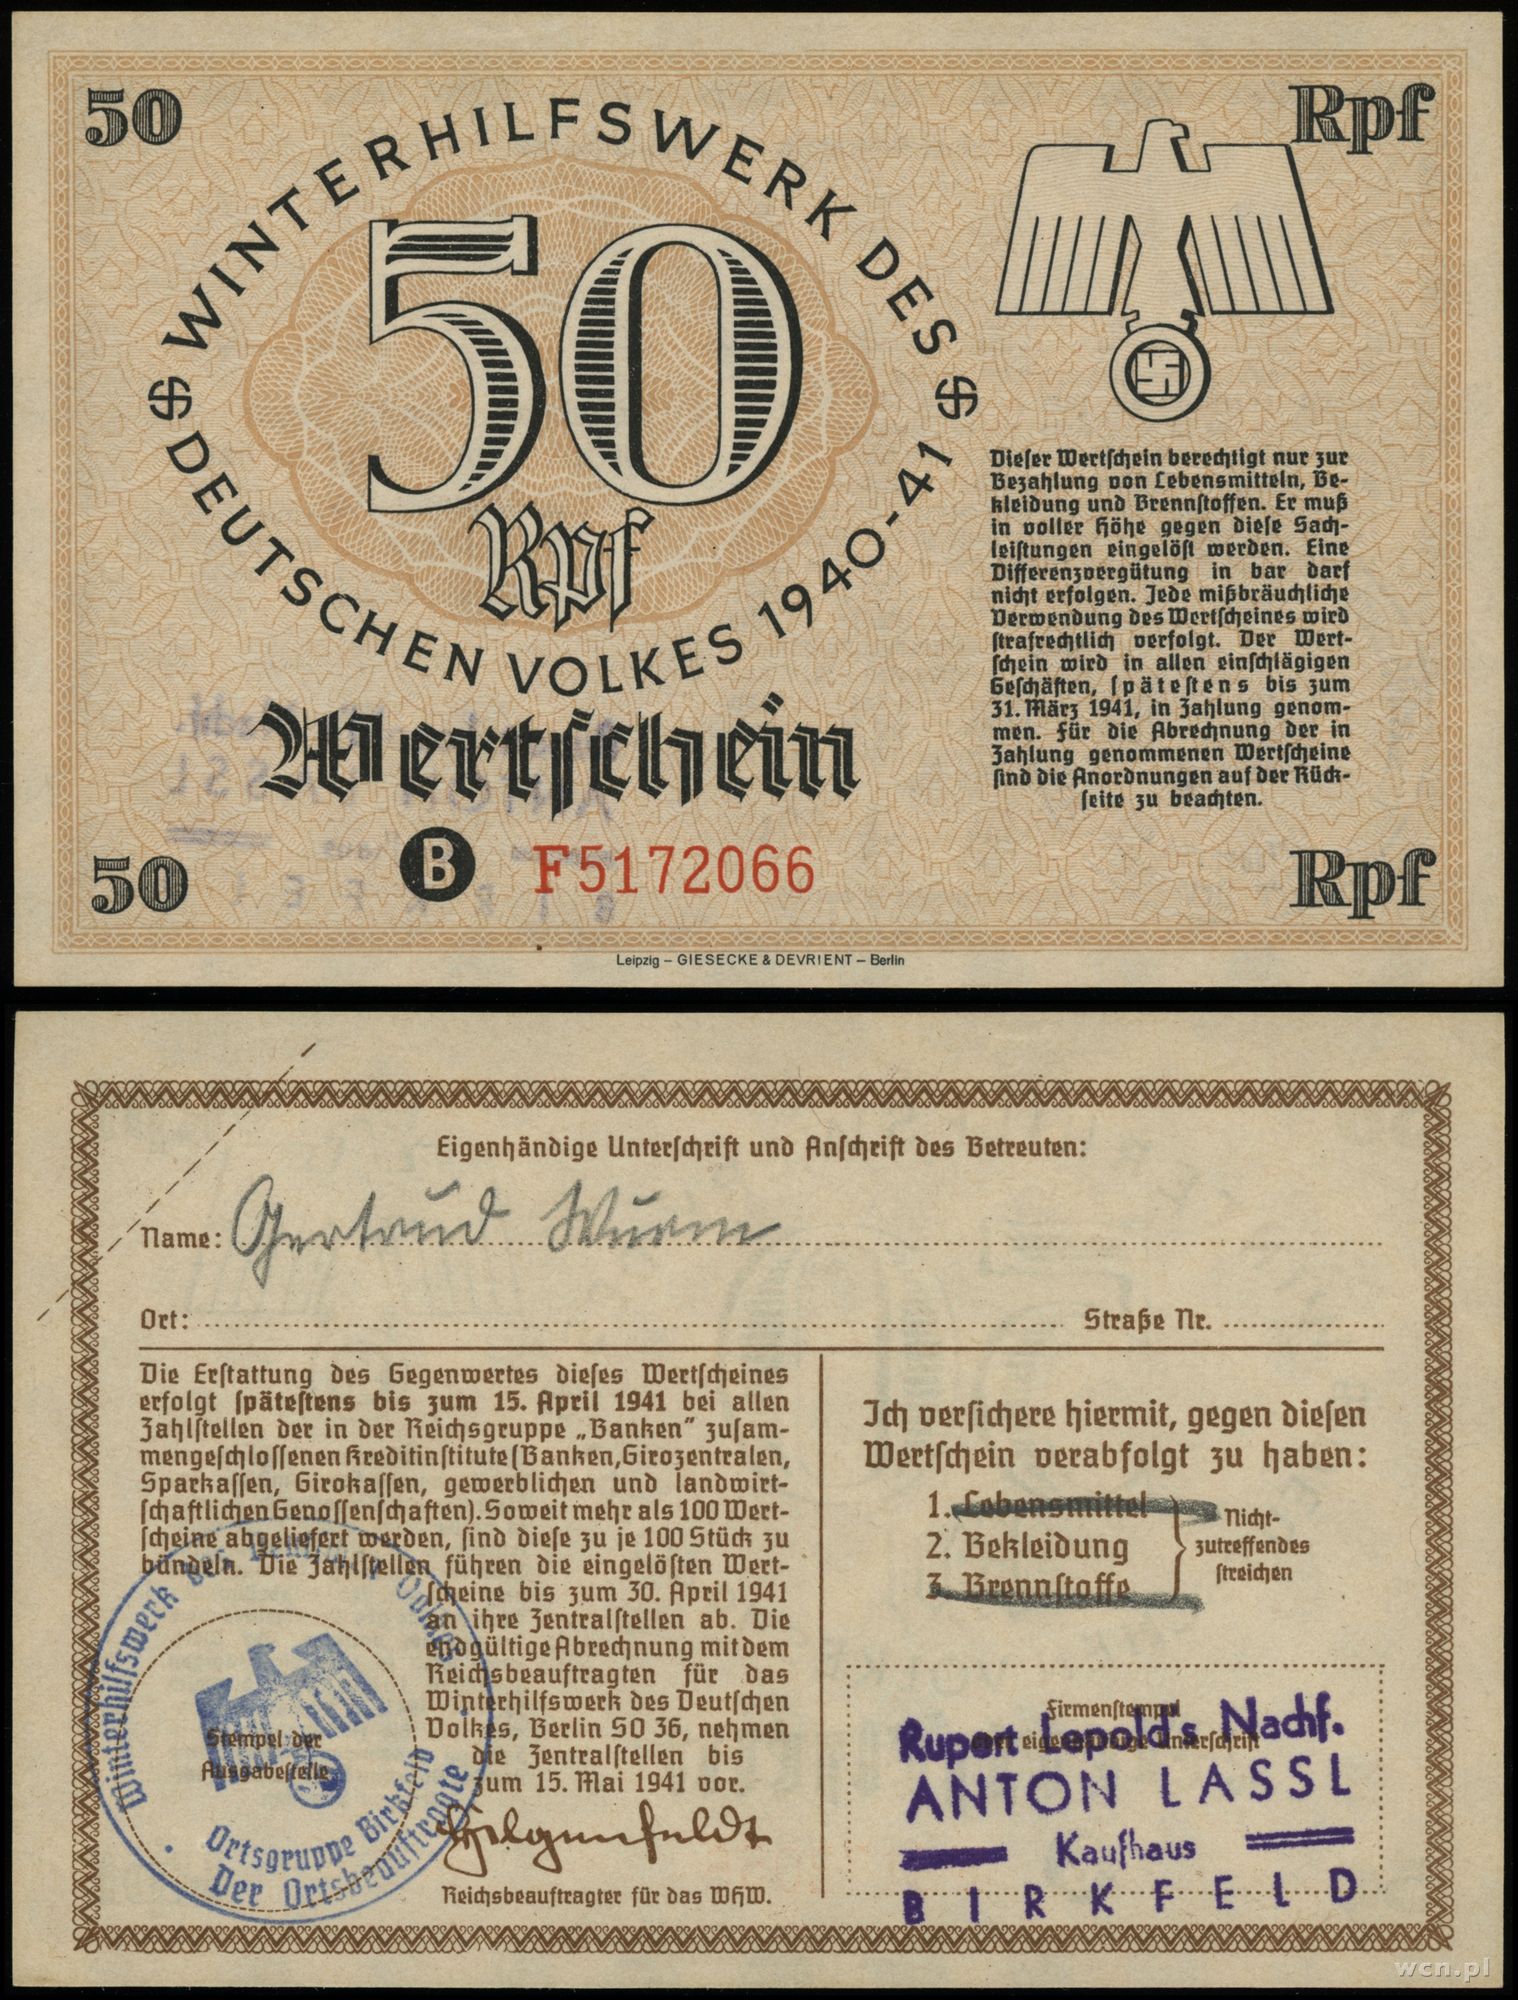 50
Rpf
WINTERHILFSWERK DES
DEUTSCHEN VOLKES 1940-41
50
Rpf
Wertschein
50
B
F5172066
Rpf
Dieser Wertschein berechtigt nur zur
Bezahlung von Lebensmitteln, Be-
kleidung und Brennstoffen. Er muß
in voller Höhe gegen diese Sach-
leistungen eingelöst werden. Eine
Differenzvergütung in bar darf
nicht erfolgen. Jede mißbräuchliche
Verwendung des Wertscheines wird
strafrechtlich verfolgt. Der Wert-
schein wird in allen einschlägigen
Geschäften, spätestens bis zum
31. März 1941, in Zahlung genom-
men. Für die Abrechnung der in
Zahlung genommenen Wertscheine
sind die Anordnungen auf der Rück-
seite zu beachten.
Leipzig – GIESECKE & DEVRIENT – Berlin
Eigenhändige Unterschrift und Anschrift des Betreuten:
Name: Gertrud Wurm
Ort: Straße Nr.
Die Erstattung des Gegenwertes dieses Wertscheines
erfolgt spätestens bis zum 15. April 1941 bei allen
Zahlstellen der in der Reichsgruppe „Banken" zusam-
mengeschlossenen Kreditinstitute (Banken, Girozentralen,
Sparkassen, Girokassen, gewerblichen und landwirt-
schaftlichen Genossenschaften). Soweit mehr als 100 Wert-
scheine abgeliefert werden, sind diese zu je 100 Stück zu
bündeln. Die Zahlstellen führen die eingelösten Wert-
scheine bis zum 30. April 1941
an ihre Zentralstellen ab. Die
endgültige Abrechnung mit dem
Reichsbeauftragten für das
Winterhilfswerk des Deutschen
Volkes, Berlin SO 36, nehmen
die Zentralstellen bis
zum 15. Mai 1941 vor.
Hilgenfeldt
Reichsbeauftragter für das WHW.
Stempel der
Ausgabestelle
Winterhilfswerk des Deutschen Volkes
Ortsgruppe Birkfeld
Der Ortsbeauftragte
Ich versichere hiermit, gegen diesen
Wertschein verabfolgt zu haben:
1. Lebensmittel
2. Bekleidung
3. Brennstoffe
Nicht-
zutreffendes
streichen
Firmenstempel
eigenhändige Unterschrift
Rupert Lepold's Nachf.
ANTON LASSL
Kaufhaus
BIRKFELD
wcn.pl